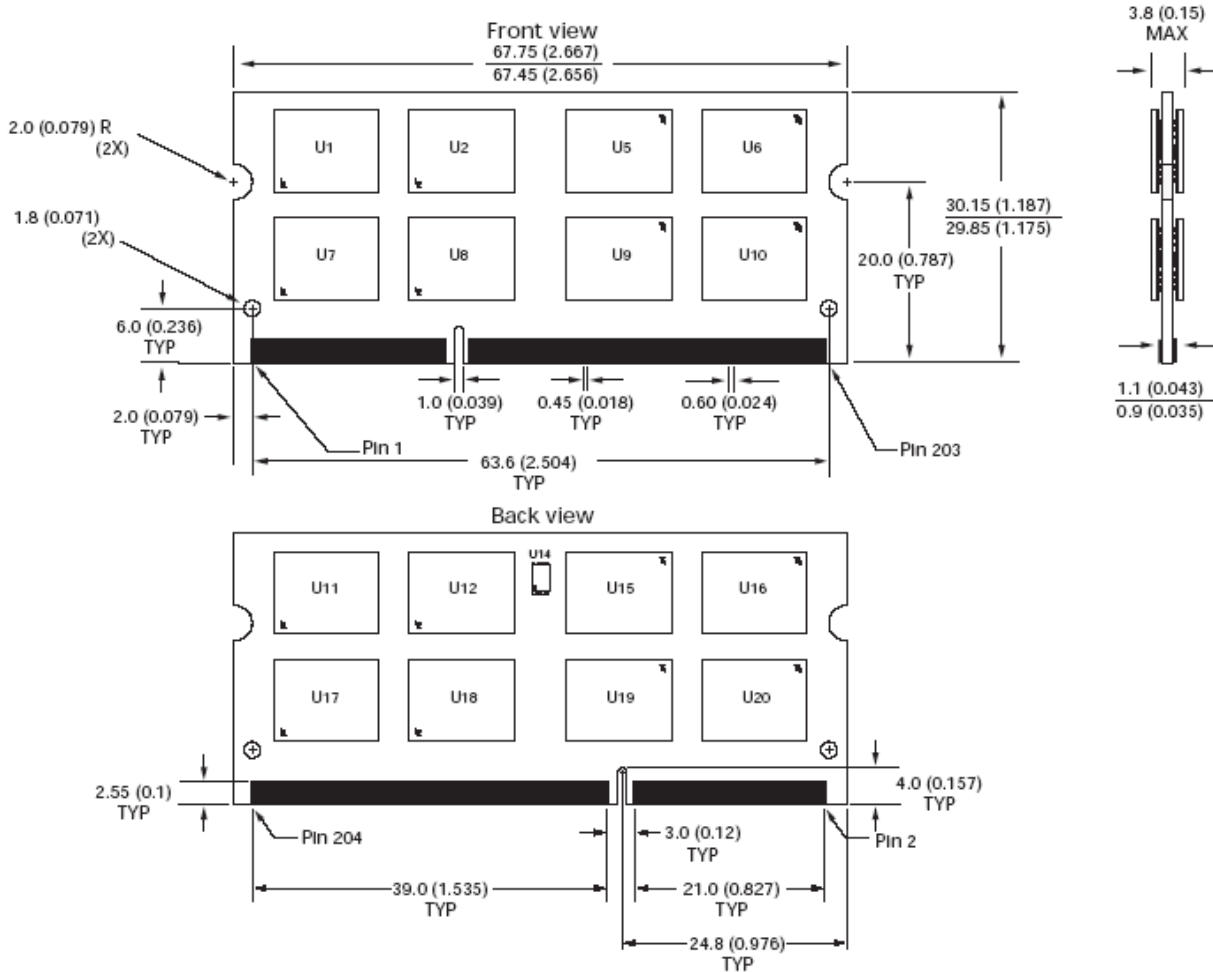 Front view
67.75 (2.667)
67.45 (2.656)
3.8 (0.15)
MAX
2.0 (0.079) R
(2X)
U1
U2
U5
U6
1.8 (0.071)
(2X)
U7
U8
U9
U10
30.15 (1.187)
29.85 (1.175)
20.0 (0.787)
TYP
6.0 (0.236)
TYP
2.0 (0.079)
TYP
1.0 (0.039)
TYP
0.45 (0.018)
TYP
0.60 (0.024)
TYP
1.1 (0.043)
0.9 (0.035)
Pin 1
Pin 203
63.6 (2.504)
TYP
Back view
U14
U11
U12
U15
U16
U17
U18
U19
U20
2.55 (0.1)
TYP
4.0 (0.157)
TYP
Pin 204
3.0 (0.12)
TYP
Pin 2
39.0 (1.535)
TYP
21.0 (0.827)
TYP
24.8 (0.976)
TYP